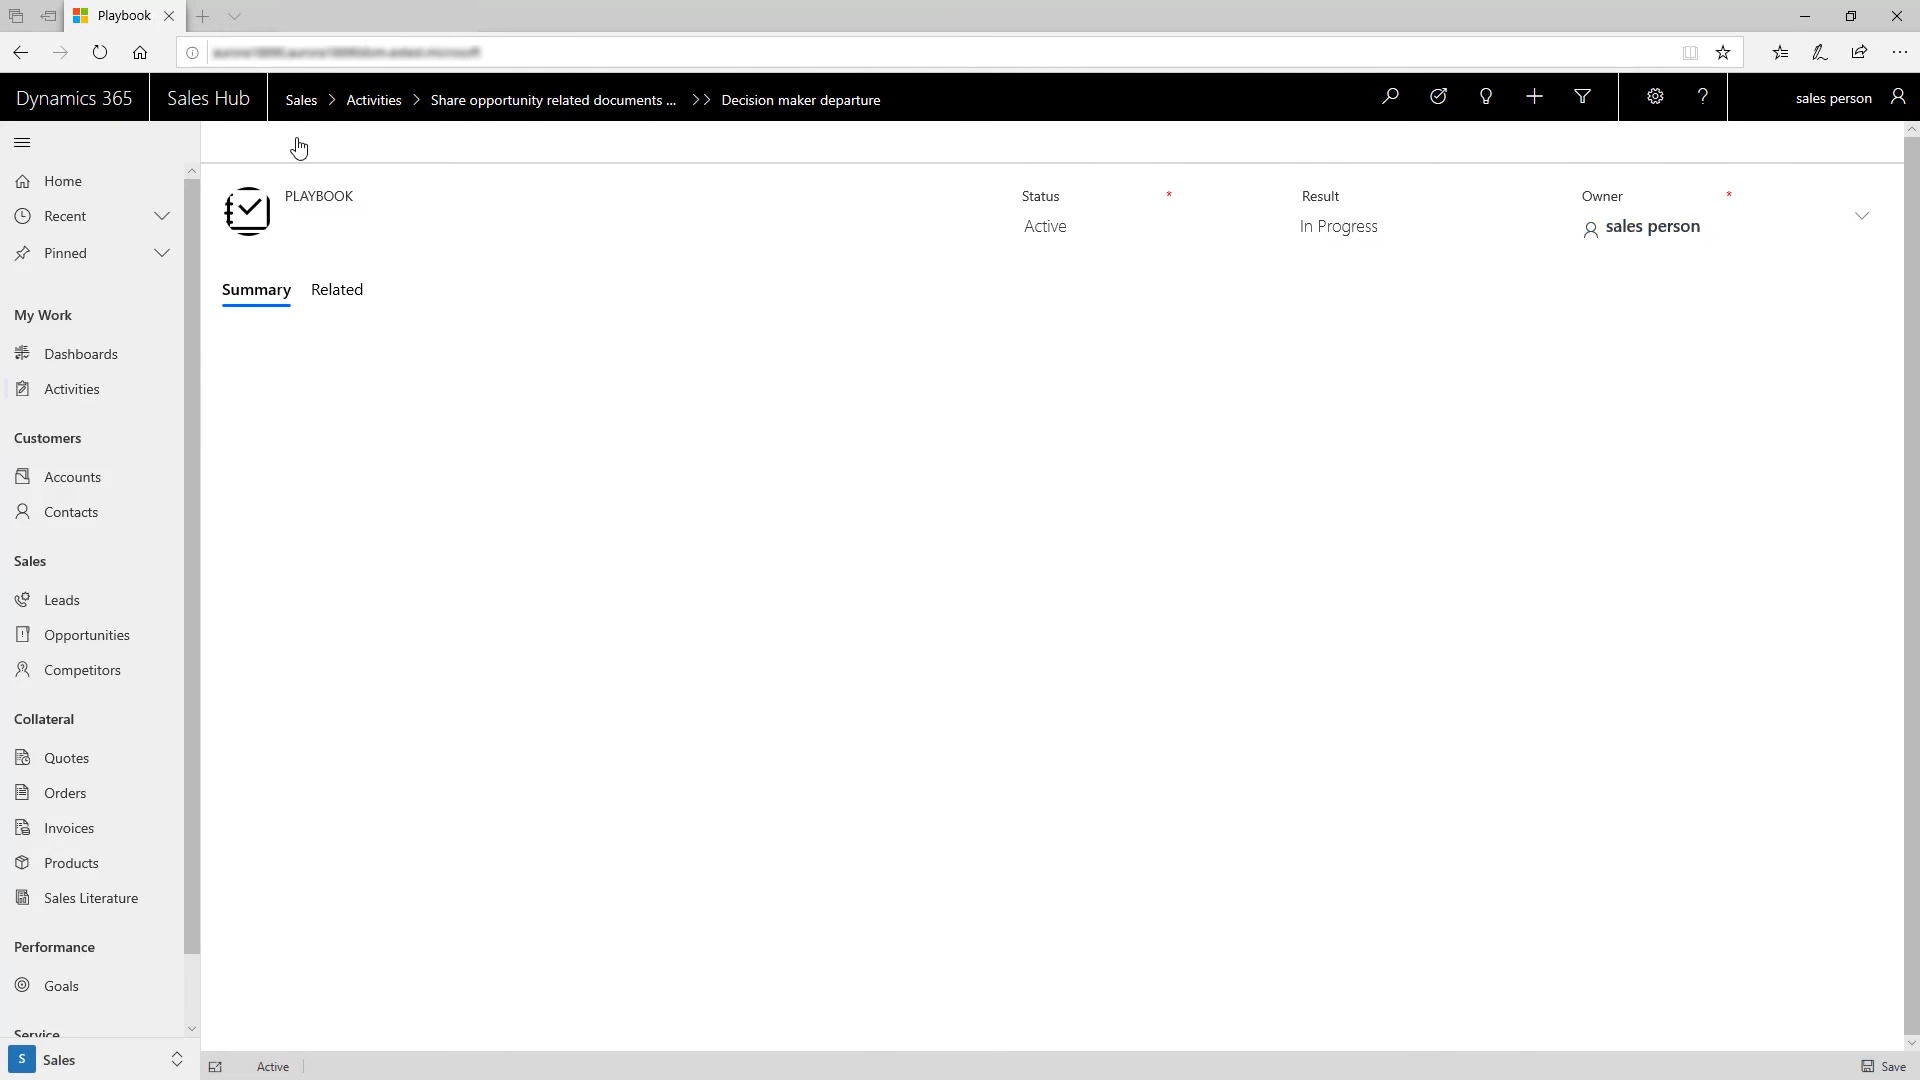 Playbook
Dynamics 365
Sales Hub
Sales > Activities > Share opportunity related documents ... >> Decision maker departure
sales person
Home
Recent
Pinned
My Work
Dashboards
Activities
Customers
Accounts
Contacts
Sales
Leads
Opportunities
Competitors
Collateral
Quotes
Orders
Invoices
Products
Sales Literature
Performance
Goals
Service
S Sales
PLAYBOOK
Status *
Active
Result
In Progress
Owner *
sales person
Summary
Related
Active
Save